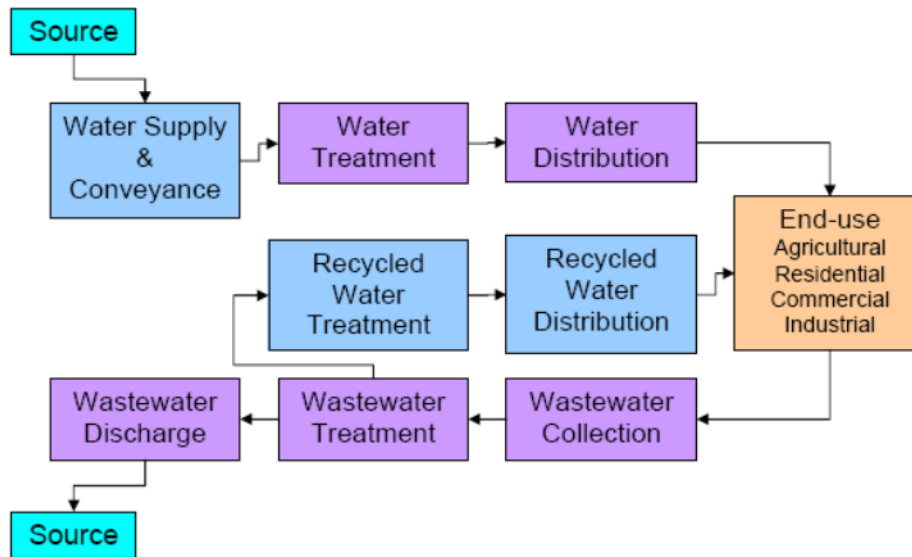 Source
Water Supply
&
Conveyance
Water
Treatment
Water
Distribution
End-use
Agricultural
Residential
Commercial
Industrial
Recycled
Water
Treatment
Recycled
Water
Distribution
Wastewater
Discharge
Wastewater
Treatment
Wastewater
Collection
Source